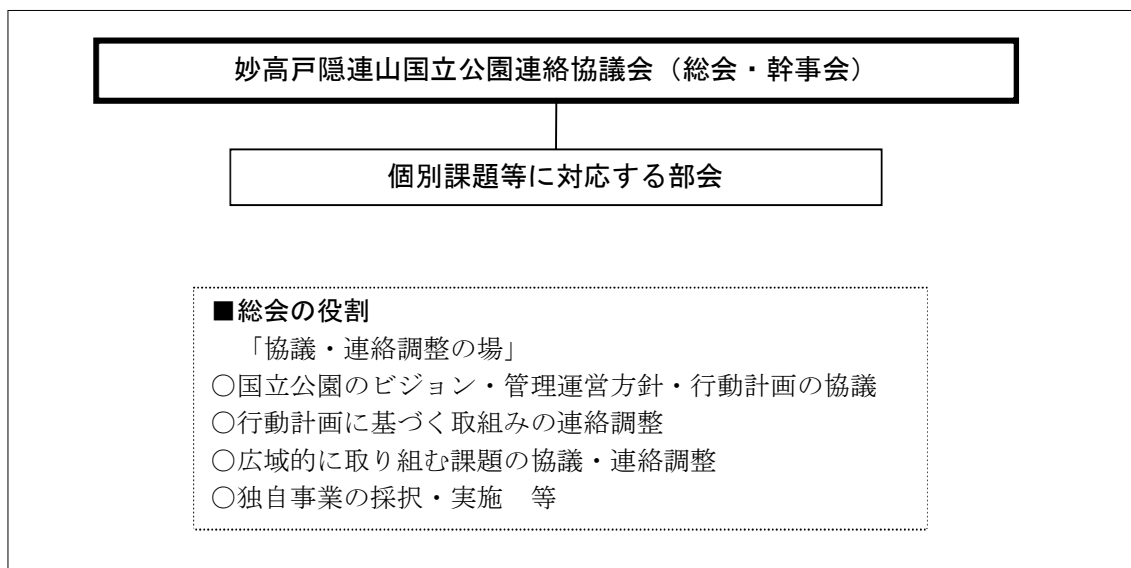 妙高戸隠連山国立公園連絡協議会（総会・幹事会）
個別課題等に対応する部会
■総会の役割
「協議・連絡調整の場」
○国立公園のビジョン・管理運営方針・行動計画の協議
○行動計画に基づく取組みの連絡調整
○広域的に取り組む課題の協議・連絡調整
○独自事業の採択・実施　等